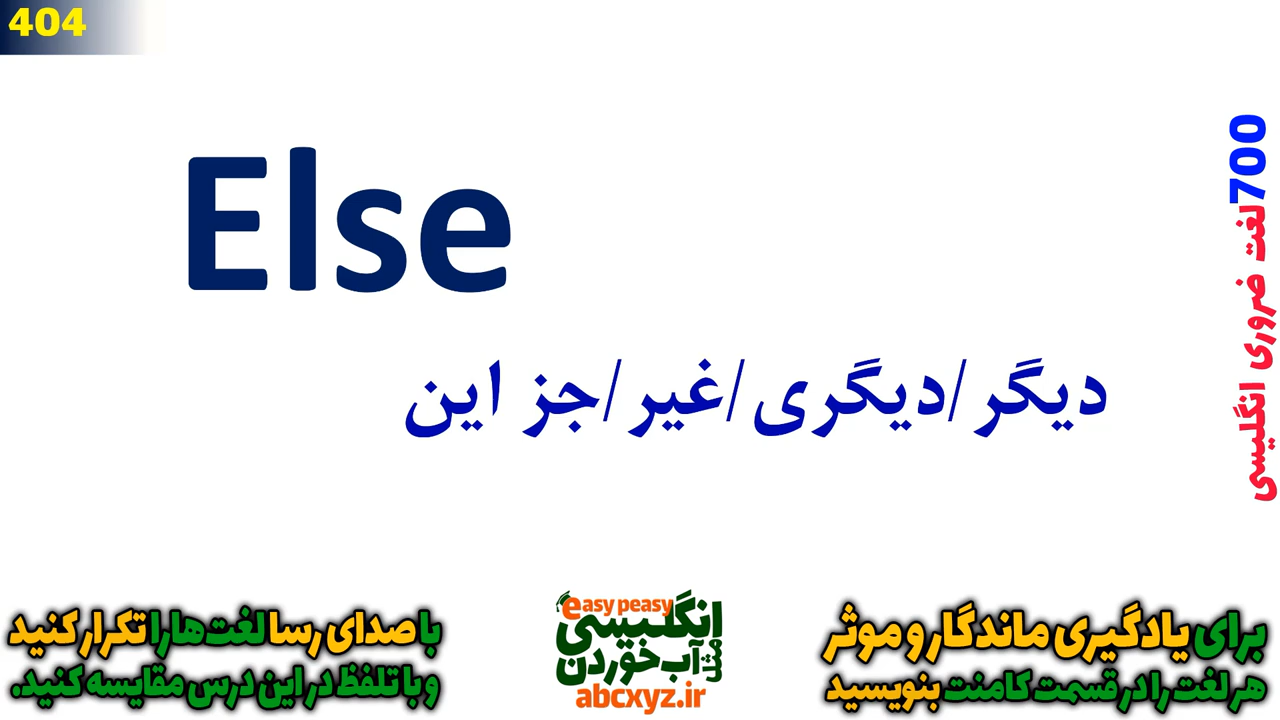 404
Else
دیگر/دیگری/غیر/جز این
700 لغت ضروری انگلیسی
برای یادگیری ماندگار و موثر
هر لغت را در قسمت کامنت بنویسید
easy peasy
انگلیسی
مثل آب خوردن
abcxyz.ir
با صدای رسا لغت‌ها را تکرار کنید
و با تلفظ در این درس مقایسه کنید.